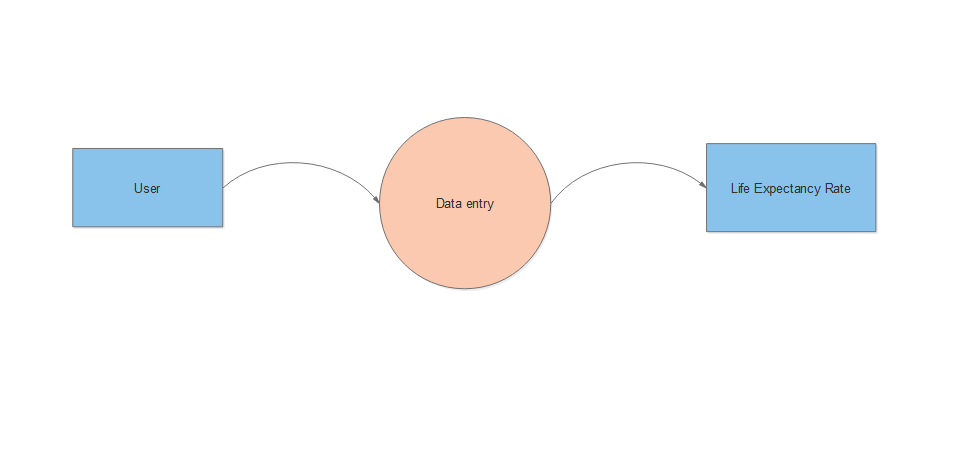 User
Data entry
Life Expectancy Rate